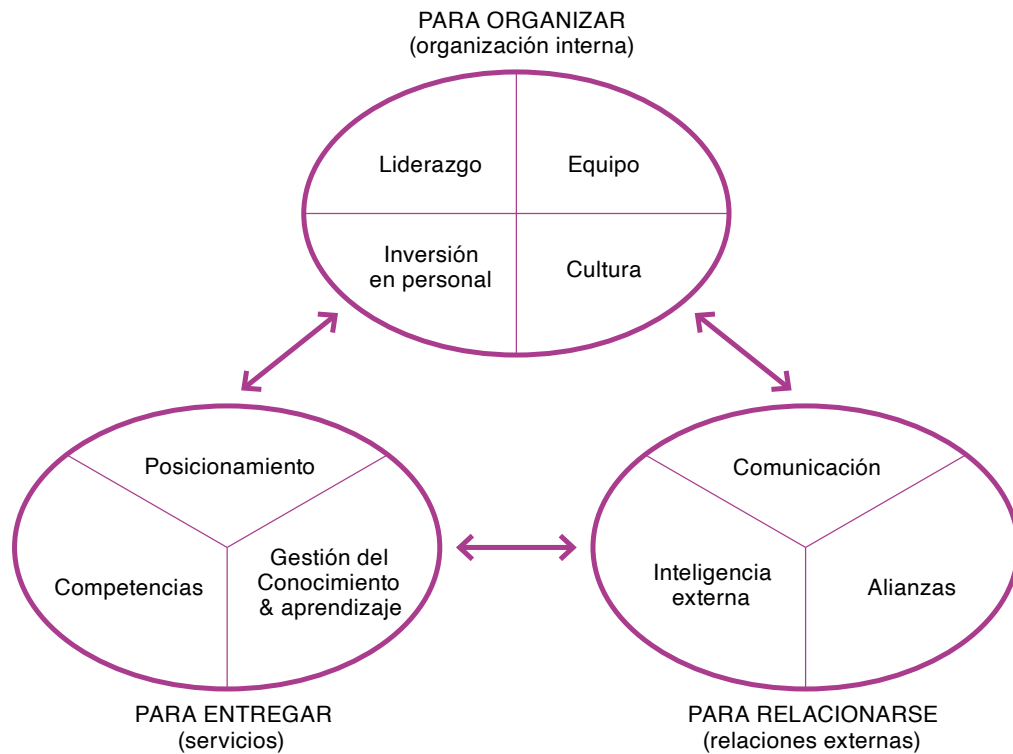 PARA ORGANIZAR
(organización interna)
Liderazgo
Equipo
Inversión
en personal
Cultura
Posicionamiento
Competencias
Gestión del
Conocimiento
& aprendizaje
PARA ENTREGAR
(servicios)
Comunicación
Inteligencia
externa
Alianzas
PARA RELACIONARSE
(relaciones externas)